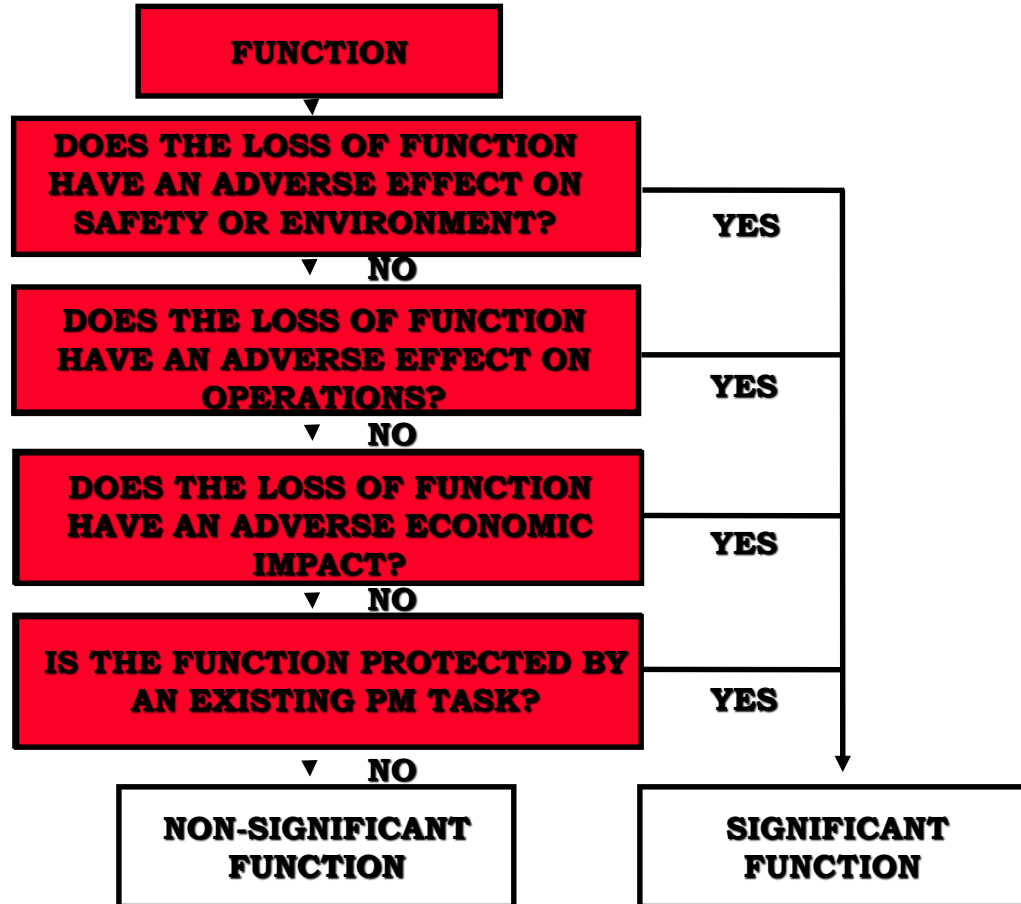 FUNCTION
DOES THE LOSS OF FUNCTION
HAVE AN ADVERSE EFFECT ON
SAFETY OR ENVIRONMENT?
YES
NO
DOES THE LOSS OF FUNCTION
HAVE AN ADVERSE EFFECT ON
OPERATIONS?
YES
NO
DOES THE LOSS OF FUNCTION
HAVE AN ADVERSE ECONOMIC
IMPACT?
YES
NO
IS THE FUNCTION PROTECTED BY
AN EXISTING PM TASK?
YES
NO
NON-SIGNIFICANT
FUNCTION
SIGNIFICANT
FUNCTION